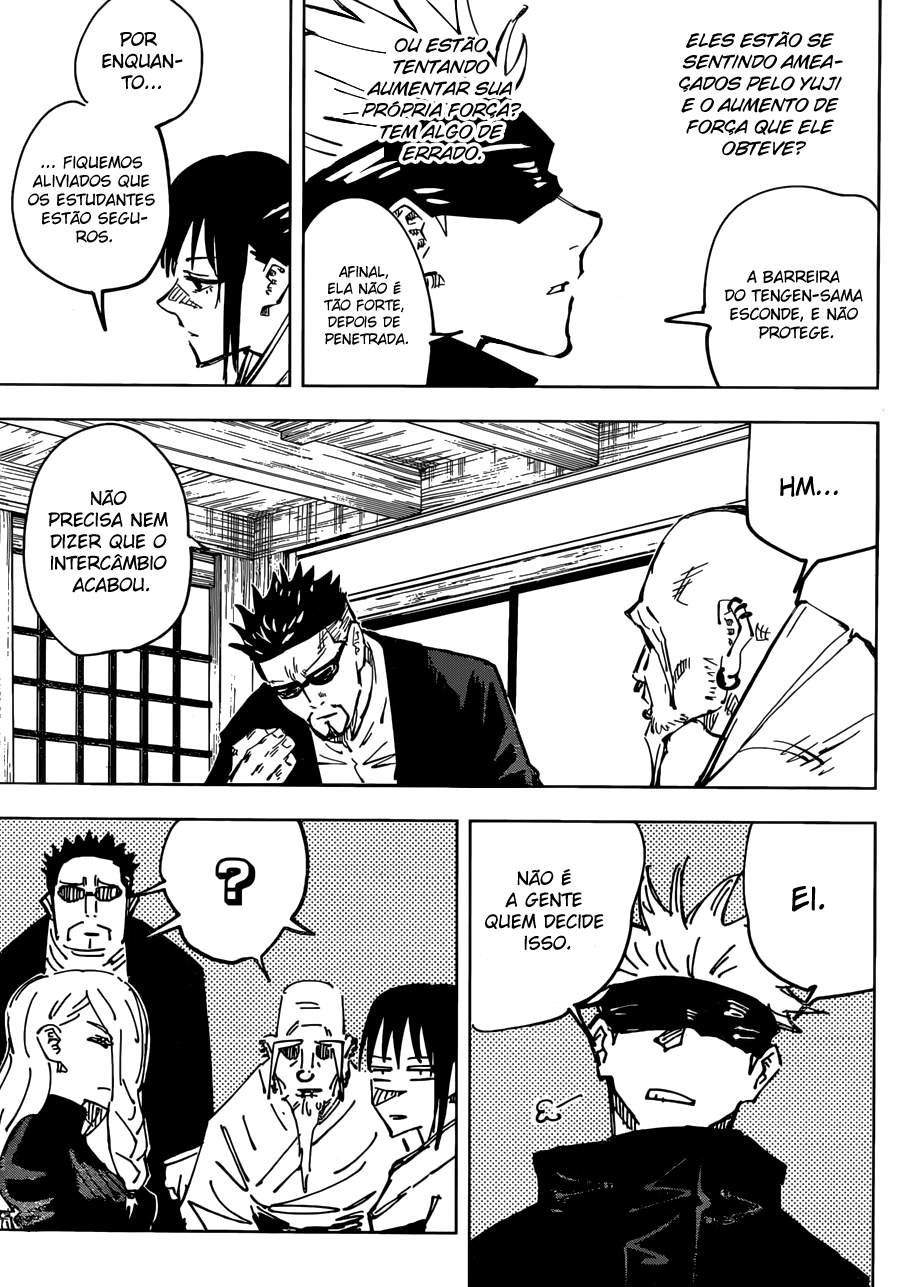 ELES ESTÃO SE
SENTINDO AMEA-
ÇADOS PELO YUJI
E O AUMENTO DE
FORÇA QUE ELE
OBTEVE?
OU ESTÃO
TENTANDO
AUMENTAR SUA
PRÓPRIA FORÇA?
TEM ALGO DE
ERRADO.
A BARREIRA
DO TENGEN-SAMA
ESCONDE, E NÃO
PROTEGE.
AFINAL,
ELA NÃO É
TÃO FORTE,
DEPOIS DE
PENETRADA.
POR
ENQUAN-
TO...
... FIQUEMOS
ALIVIADOS QUE
OS ESTUDANTES
ESTÃO SEGU-
ROS.
HM...
NÃO
PRECISA NEM
DIZER QUE O
INTERCÂMBIO
ACABOU.
EI.
NÃO É
A GENTE
QUEM DECIDE
ISSO.
?